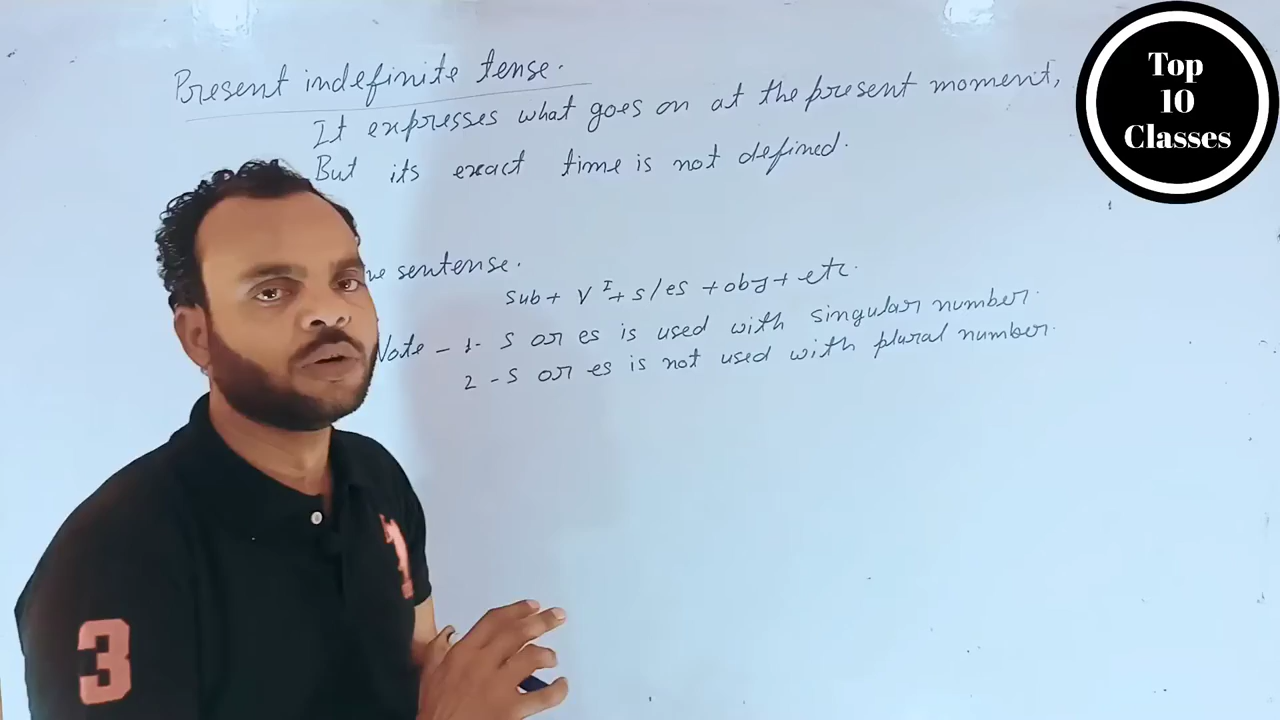 Present indefinite tense.
It expresses what goes on at the present moment,
But its exact time is not defined.
ve sentense.
sub + V I + s/es + obj + etc.
Note - 1- S or es is used with singular number.
2 - S or es is not used with plural number.
Top
10
Classes
3